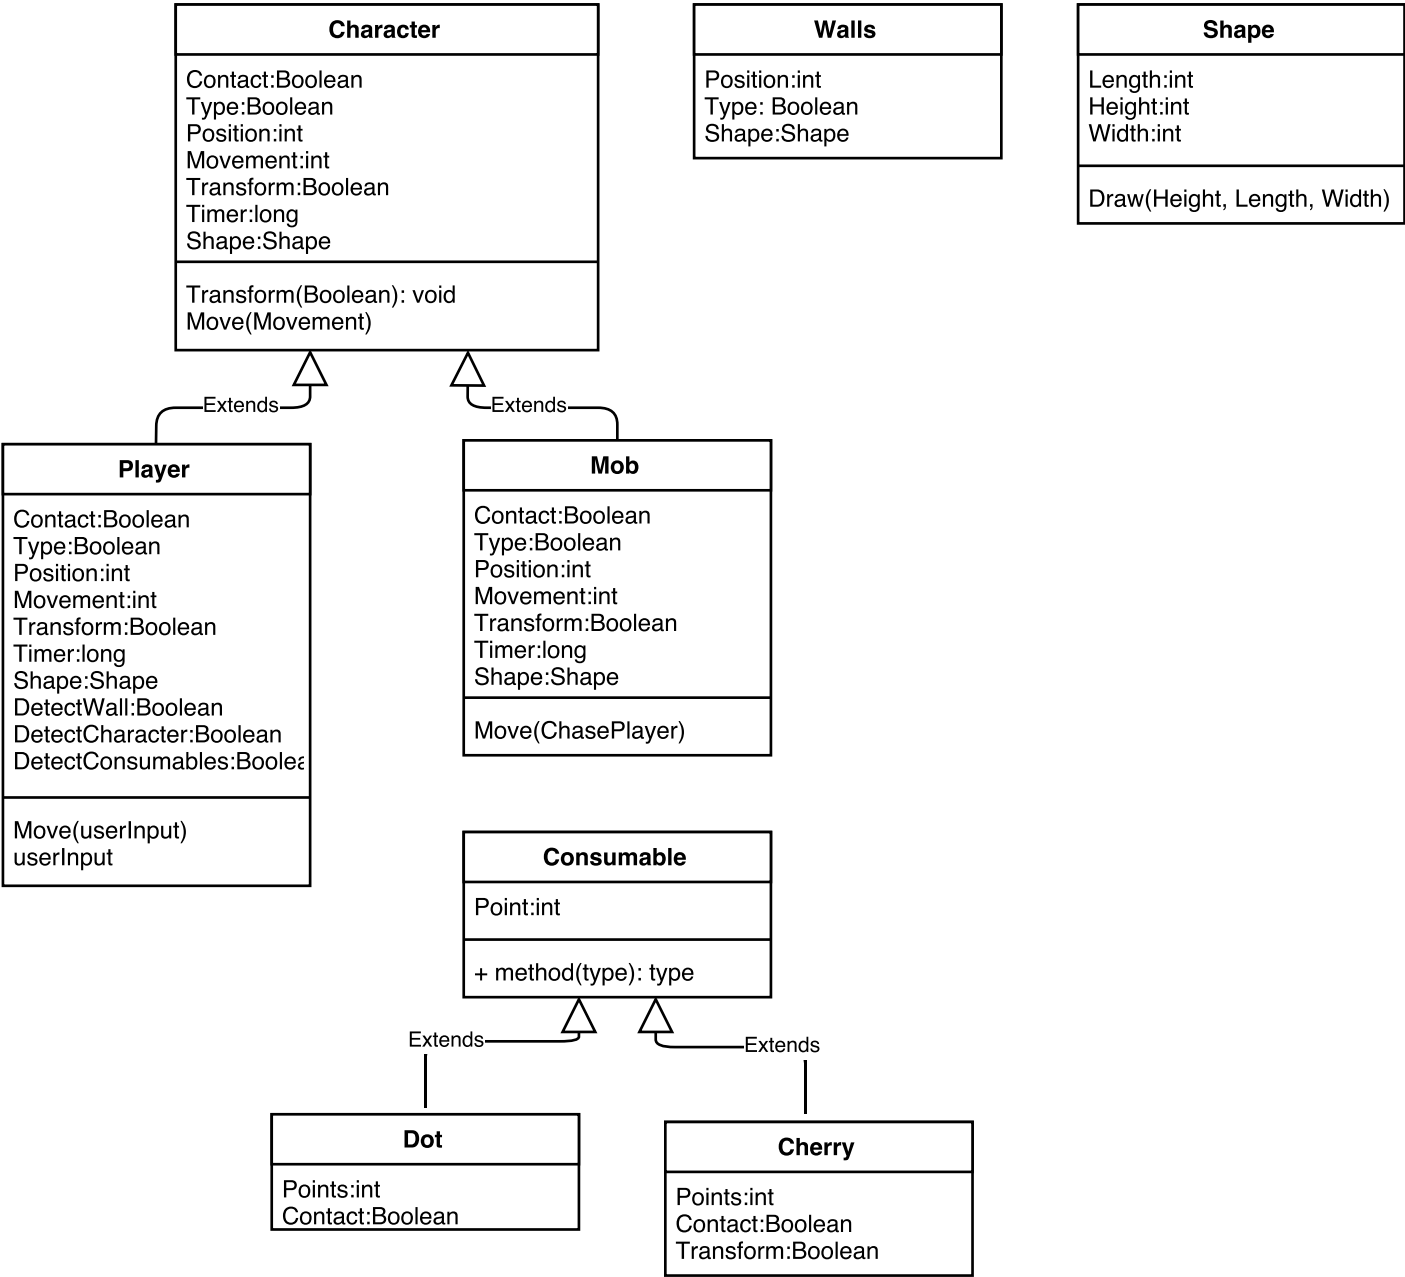 Character
Contact:Boolean
Type:Boolean
Position:int
Movement:int
Transform:Boolean
Timer:long
Shape:Shape
Transform(Boolean): void
Move(Movement)
Walls
Position:int
Type: Boolean
Shape:Shape
Shape
Length:int
Height:int
Width:int
Draw(Height, Length, Width)
Extends
Extends
Player
Contact:Boolean
Type:Boolean
Position:int
Movement:int
Transform:Boolean
Timer:long
Shape:Shape
DetectWall:Boolean
DetectCharacter:Boolean
DetectConsumables:Boolea
Move(userInput)
userInput
Mob
Contact:Boolean
Type:Boolean
Position:int
Movement:int
Transform:Boolean
Timer:long
Shape:Shape
Move(ChasePlayer)
Consumable
Point:int
+ method(type): type
Extends
Extends
Dot
Points:int
Contact:Boolean
Cherry
Points:int
Contact:Boolean
Transform:Boolean